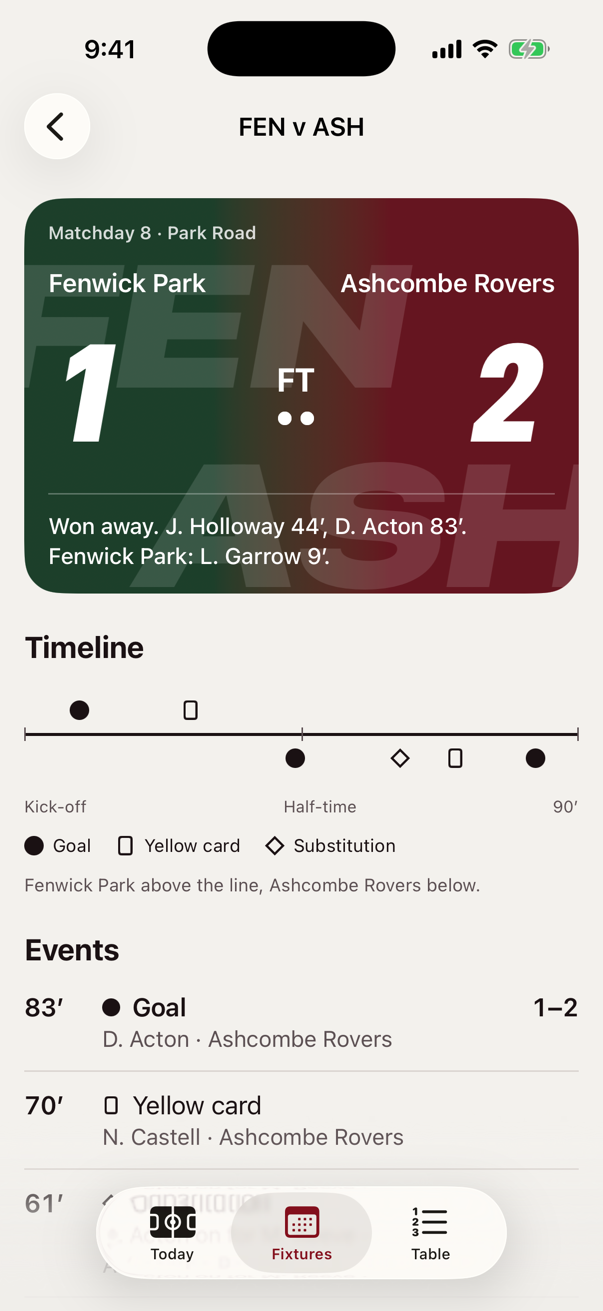 9:41
FEN v ASH
Matchday 8 · Park Road
FEN
Fenwick Park
Ashcombe Rovers
1
FT
2
ASH
Won away. J. Holloway 44′, D. Acton 83′.
Fenwick Park: L. Garrow 9′.
Timeline
Kick-off
Half-time
90′
Goal
Yellow card
Substitution
Fenwick Park above the line, Ashcombe Rovers below.
Events
83′
Goal
1–2
D. Acton · Ashcombe Rovers
70′
Yellow card
N. Castell · Ashcombe Rovers
61′
Today
Fixtures
1
2
3
Table